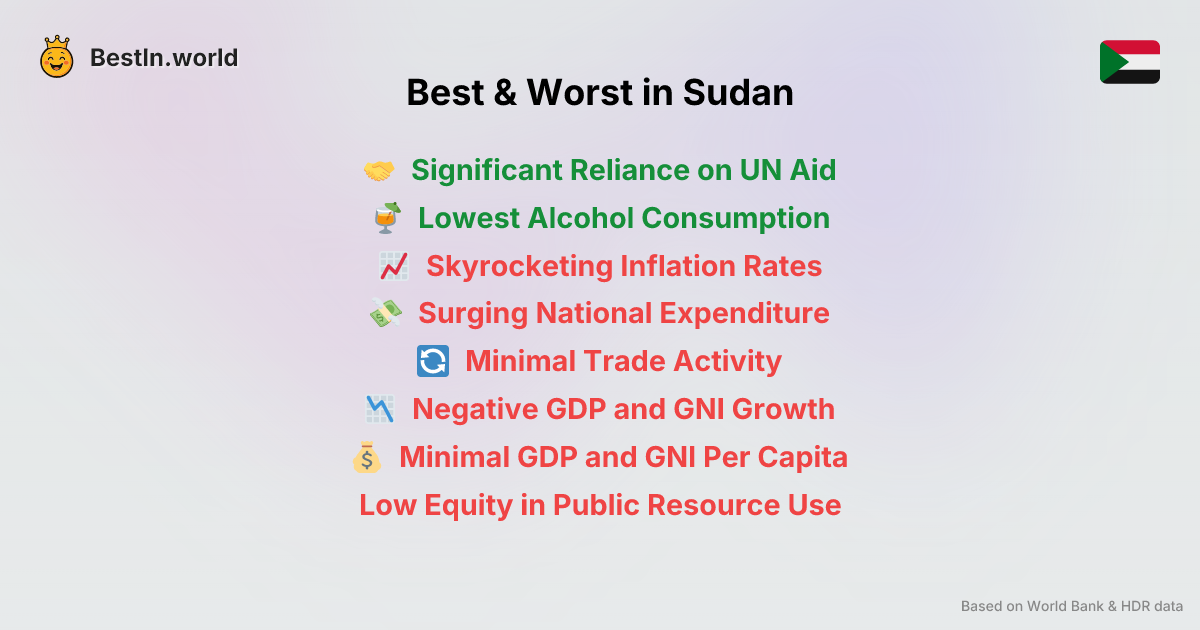 BestIn.world
Best & Worst in Sudan
Significant Reliance on UN Aid
Lowest Alcohol Consumption
Skyrocketing Inflation Rates
Surging National Expenditure
Minimal Trade Activity
Negative GDP and GNI Growth
Minimal GDP and GNI Per Capita
Low Equity in Public Resource Use
Based on World Bank & HDR data